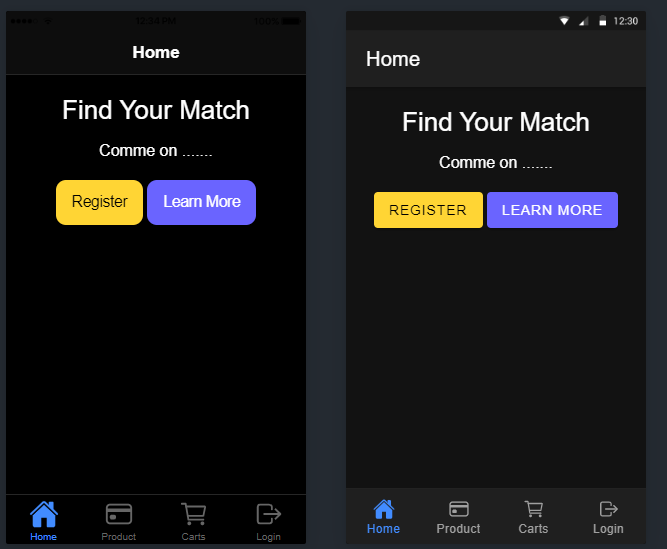 12:34 PM
100%
Home
Find Your Match
Comme on .......
Register
Learn More
Home
Product
Carts
Login
12:30
Home
Find Your Match
Comme on .......
REGISTER
LEARN MORE
Home
Product
Carts
Login